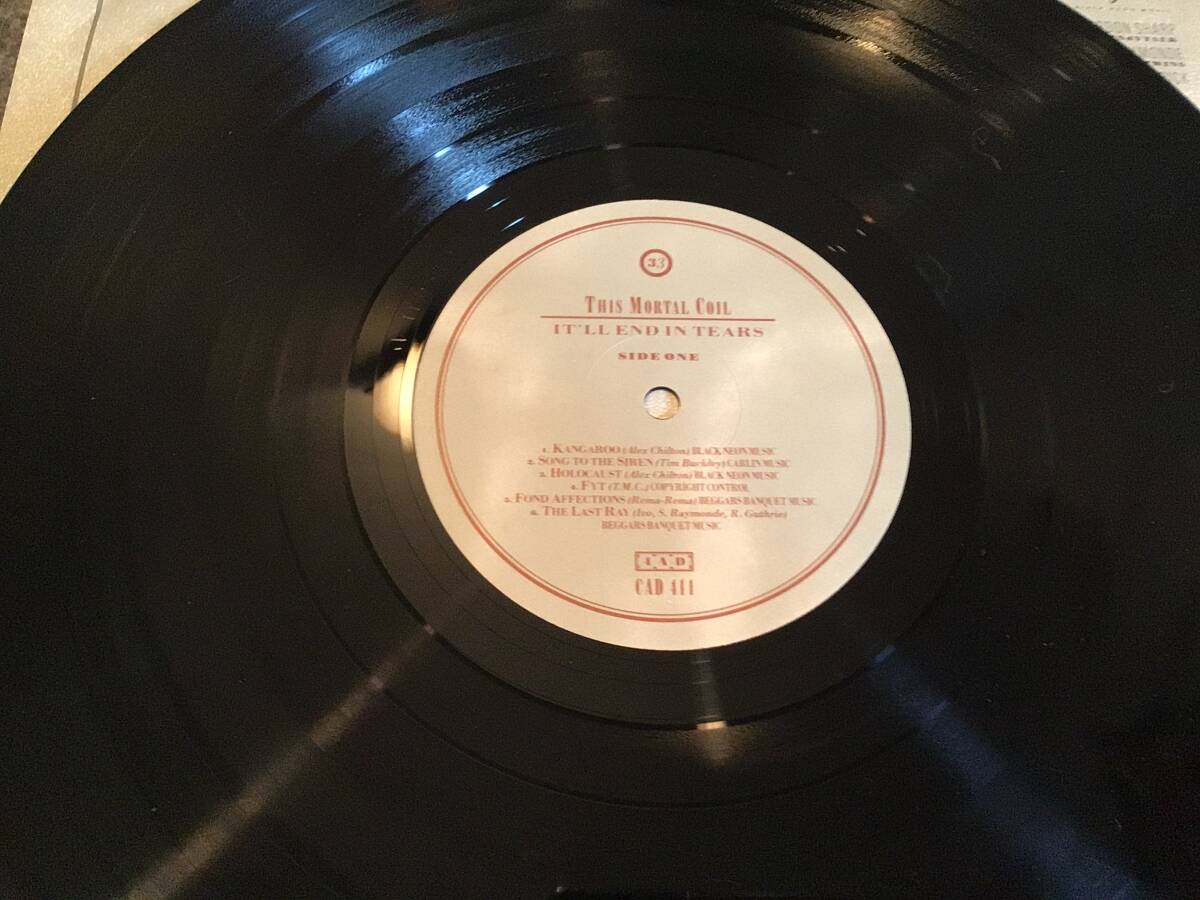 33
THIS MORTAL COIL
IT'LL END IN TEARS
SIDE ONE
1. KANGAROO (Alex Chilton) BLACK NEON MUSIC
2. SONG TO THE SIREN (Tim Buckley) CARLIN MUSIC
3. HOLOCAUST (Alex Chilton) BLACK NEON MUSIC
4. FYT (T.M.C.) COPYRIGHT CONTROL
5. FOND AFFECTIONS (Rema-Rema) BEGGARS BANQUET MUSIC
6. THE LAST RAY (Ivo, S. Raymonde, R. Guthrie)
BEGGARS BANQUET MUSIC
4AD
CAD 411